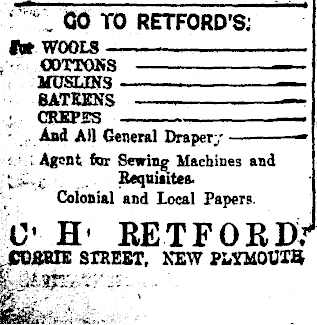 GO TO RETFORD'S:
For WOOLS
COTTONS
MUSLINS
SATEENS
CREPES
And All General Drapery
Agent for Sewing Machines and
Requisites.
Colonial and Local Papers.
C. H. RETFORD,
CURRIE STREET, NEW PLYMOUTH